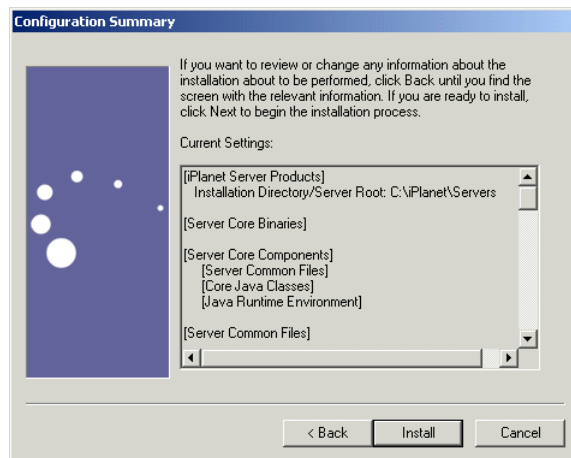 Configuration Summary
If you want to review or change any information about the
installation about to be performed, click Back until you find the
screen with the relevant information. If you are ready to install,
click Next to begin the installation process.
Current Settings:
[iPlanet Server Products]
Installation Directory/Server Root: C:\iPlanet\Servers
[Server Core Binaries]
[Server Core Components]
[Server Common Files]
[Core Java Classes]
[Java Runtime Environment]
[Server Common Files]
< Back Install Cancel